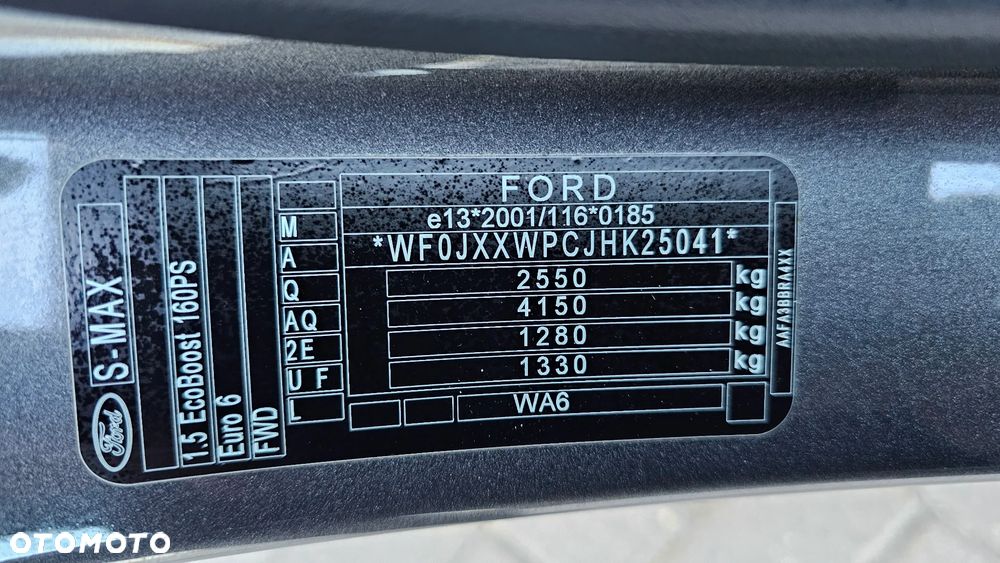 FORD
e13*2001/116*0185
*WF0JXXWPCJHK25041*
2550 kg
4150 kg
1280 kg
1330 kg
WA6
M
A
Q
AQ
2E
U F
L
S-MAX
1.5 EcoBoost 160PS
Euro 6
FWD
Ford
AAFA3BBRA4XX
OTOMOTO